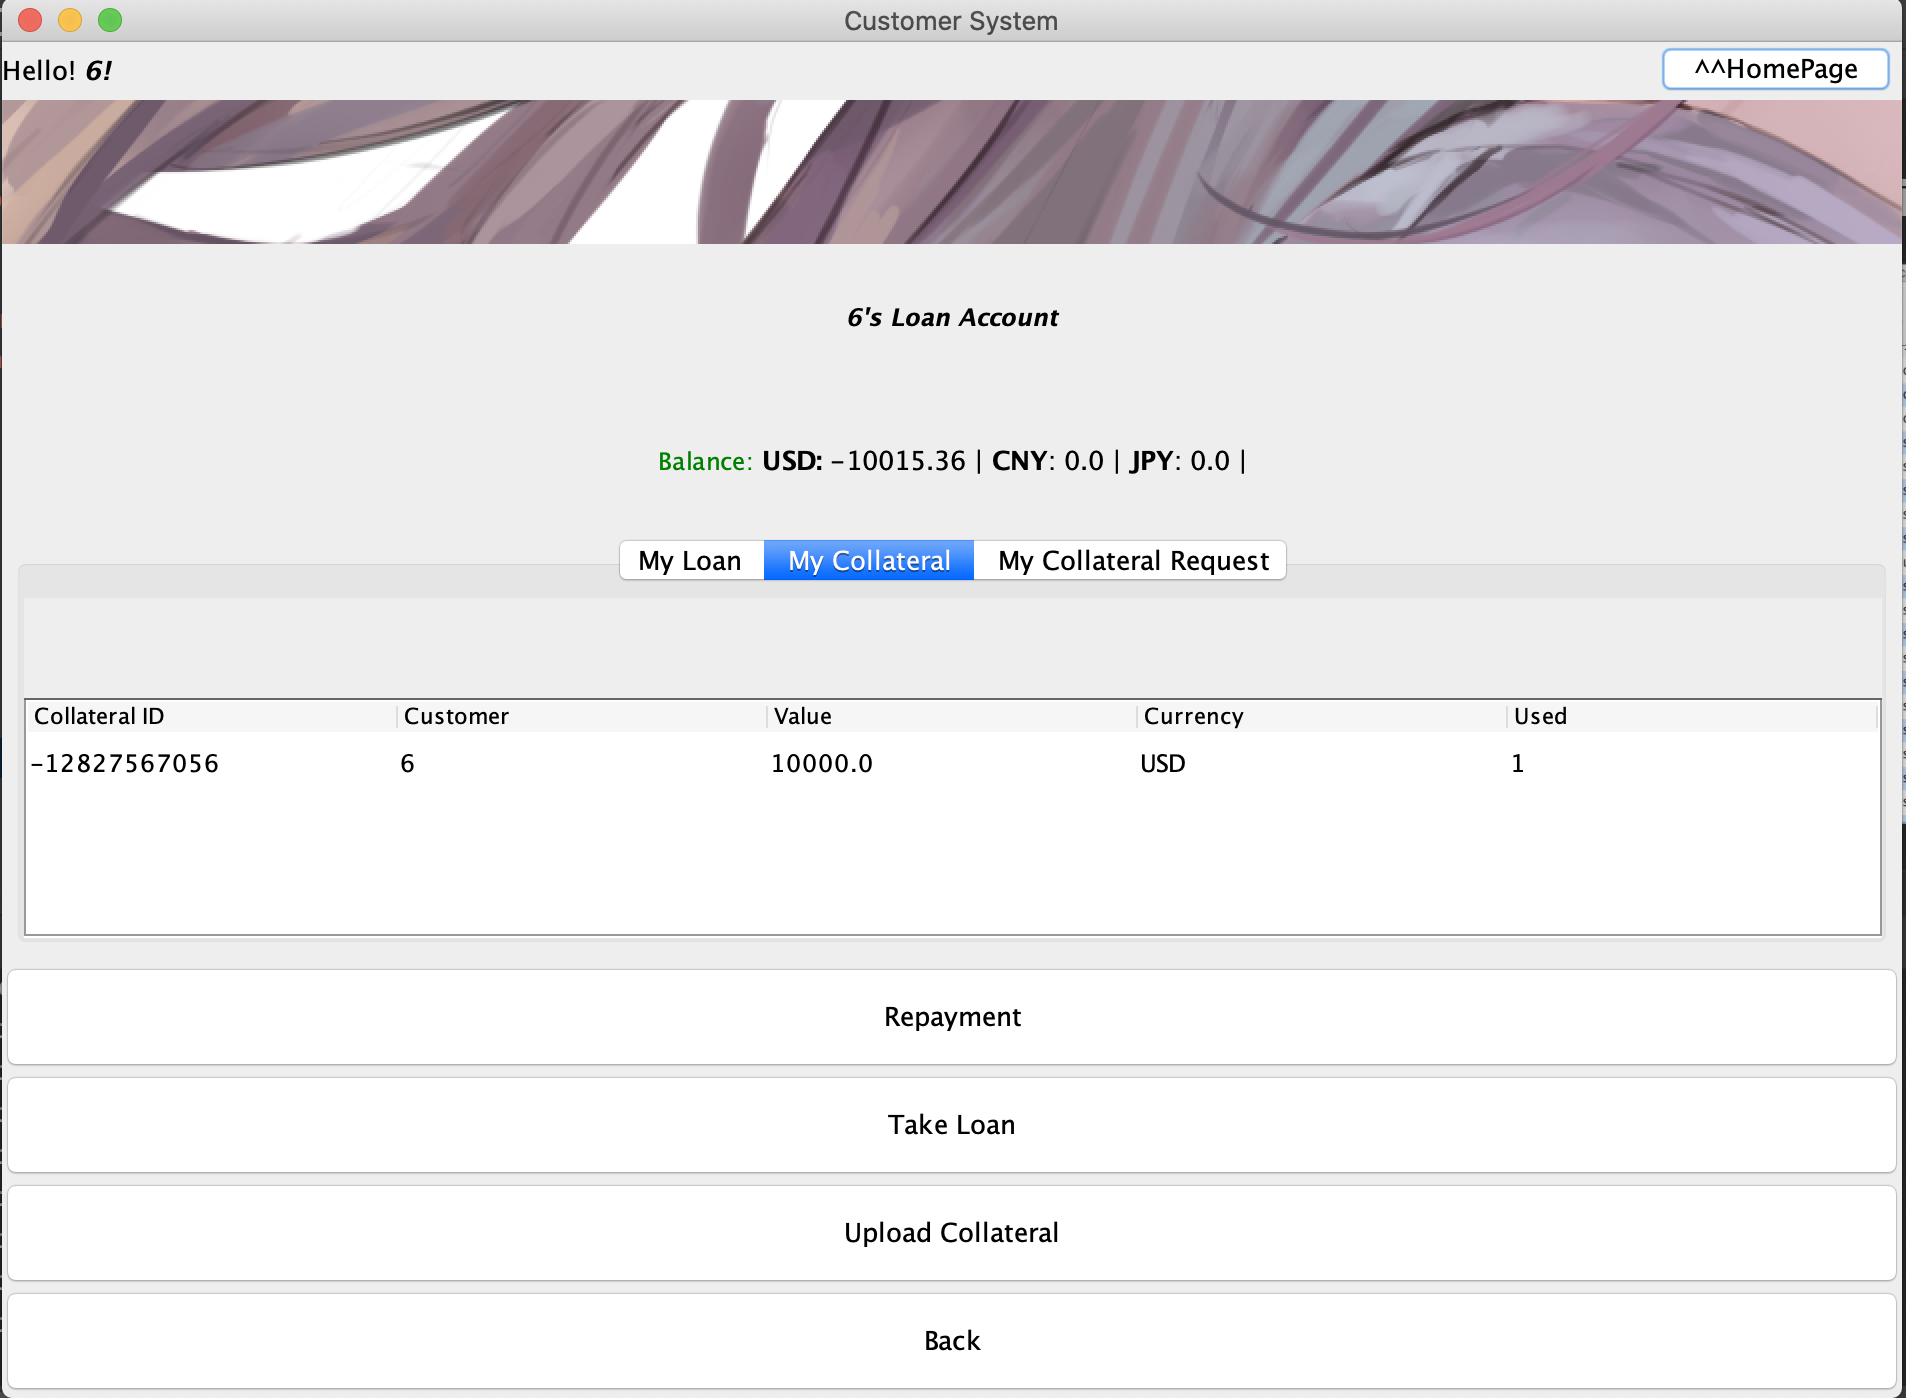 Customer System
Hello! 6!
^^HomePage
6's Loan Account
Balance: USD: -10015.36 | CNY: 0.0 | JPY: 0.0 |
My Loan My Collateral My Collateral Request
Collateral ID Customer Value Currency Used
-12827567056 6 10000.0 USD 1
Repayment
Take Loan
Upload Collateral
Back